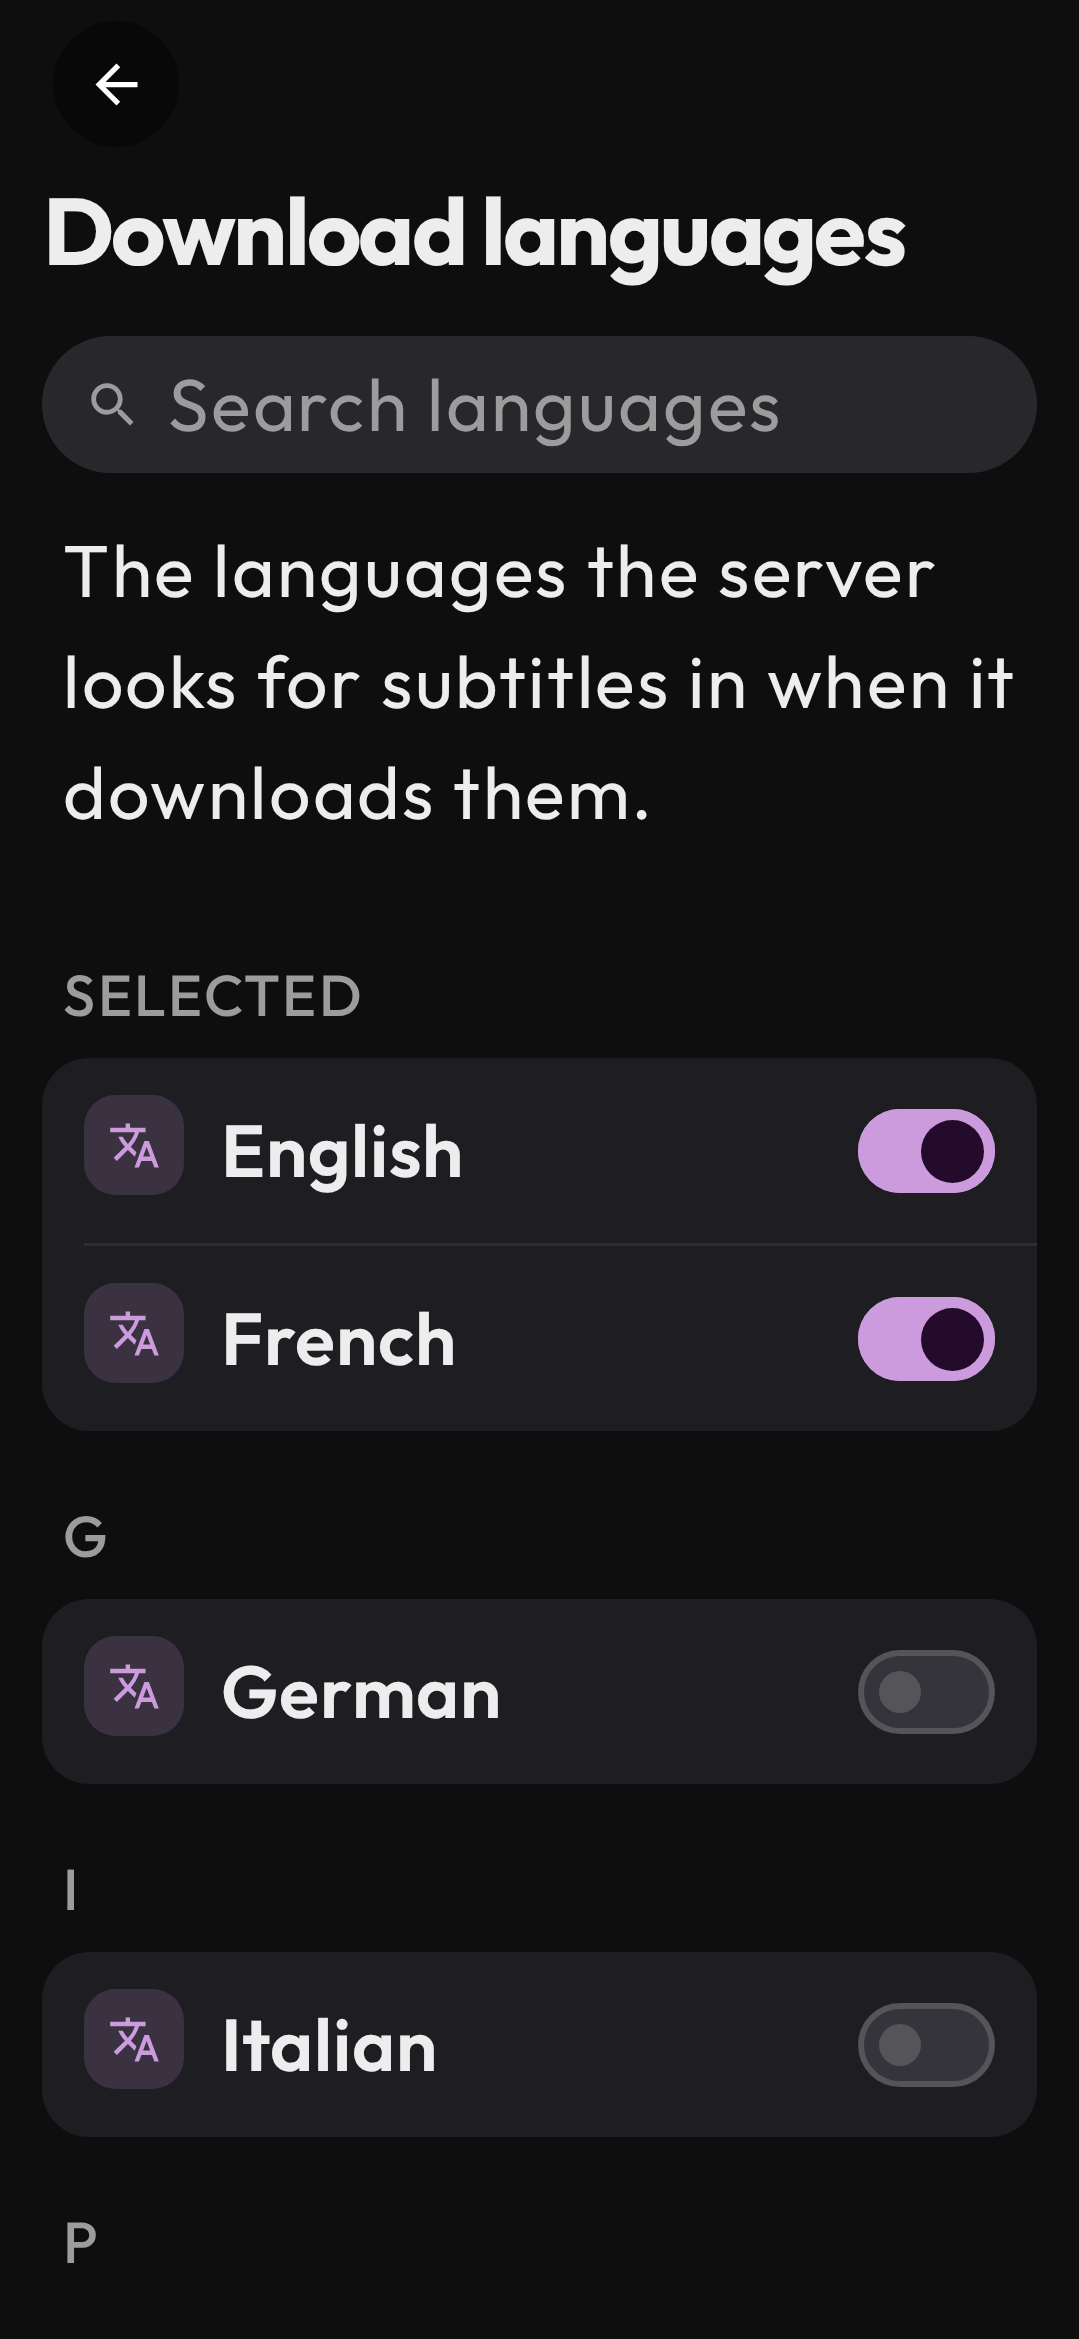 Download languages
Search languages
The languages the server
looks for subtitles in when it
downloads them.
SELECTED
English
French
G
German
I
Italian
P